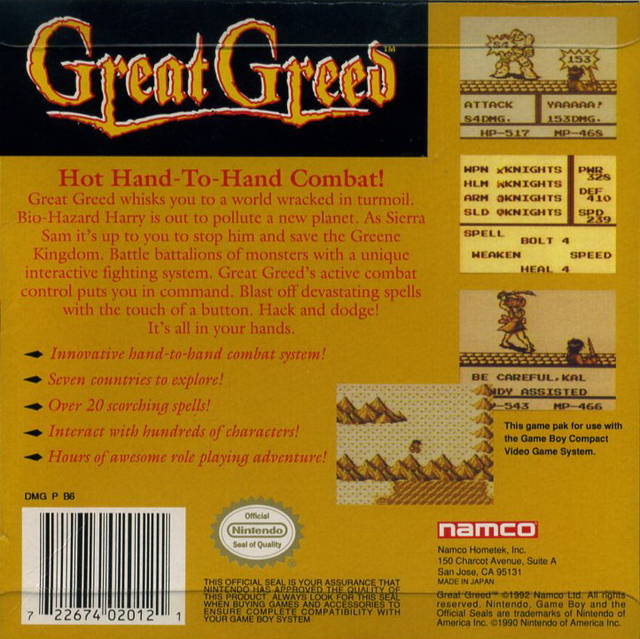 Great Greed™
Hot Hand-To-Hand Combat!
Great Greed whisks you to a world wracked in turmoil.
Bio-Hazard Harry is out to pollute a new planet. As Sierra
Sam it's up to you to stop him and save the Greene
Kingdom. Battle battalions of monsters with a unique
interactive fighting system. Great Greed's active combat
control puts you in command. Blast off devastating spells
with the touch of a button. Hack and dodge!
It's all in your hands.
Innovative hand-to-hand combat system!
Seven countries to explore!
Over 20 scorching spells!
Interact with hundreds of characters!
Hours of awesome role playing adventure!
84
153
ATTACK YAAAAA!
84DMG. 153DMG.
HP-517 MP-468
WPN KNIGHTS PWR
328
HLM KNIGHTS DEF
ARM KNIGHTS 410
SLD KNIGHTS SPD
239
SPELL
BOLT 4
WEAKEN SPEED
HEAL 4
BE CAREFUL,KAL
DY ASSISTED
-543 MP-466
This game pak for use with
the Game Boy Compact
Video Game System.
DMG P B6
7 22674 02012 1
Official
Nintendo
Seal of Quality
THIS OFFICIAL SEAL IS YOUR ASSURANCE THAT
NINTENDO HAS APPROVED THE QUALITY OF
THIS PRODUCT. ALWAYS LOOK FOR THIS SEAL
WHEN BUYING GAMES AND ACCESSORIES TO
ENSURE COMPLETE COMPATIBILITY WITH
YOUR GAME BOY SYSTEM
namco
Namco Hometek, Inc.
150 Charcot Avenue, Suite A
San Jose, CA 95131
MADE IN JAPAN
Great Greed™ ©1992 Namco Ltd. All rights
reserved. Nintendo, Game Boy and the
Official Seals are trademarks of Nintendo of
America Inc. ©1990 Nintendo of America Inc.